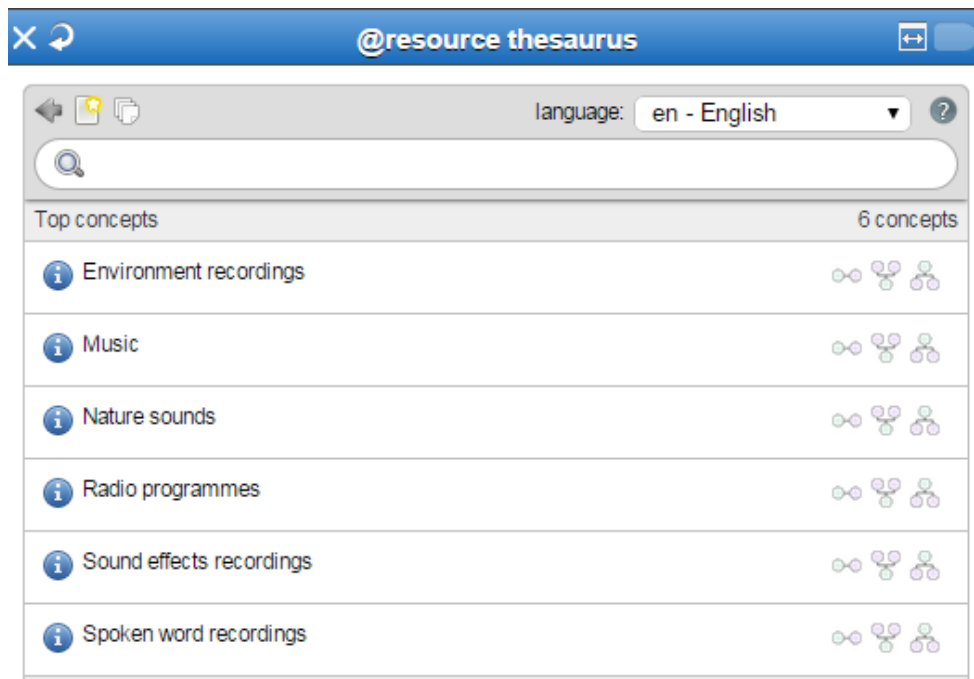 @resource thesaurus
language: en - English
Top concepts 6 concepts
Environment recordings
Music
Nature sounds
Radio programmes
Sound effects recordings
Spoken word recordings